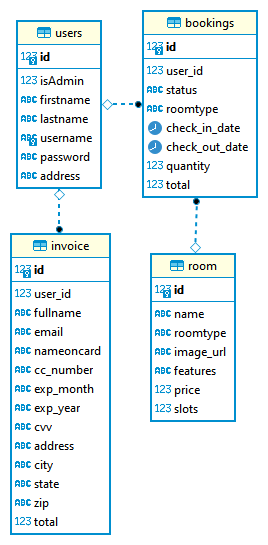 users
123 id
123 isAdmin
ABC firstname
ABC lastname
ABC username
ABC password
ABC address
bookings
123 id
123 user_id
ABC status
ABC roomtype
check_in_date
check_out_date
123 quantity
123 total
invoice
123 id
123 user_id
ABC fullname
ABC email
ABC nameoncard
ABC cc_number
ABC exp_month
ABC exp_year
ABC cvv
ABC address
ABC city
ABC state
ABC zip
123 total
room
123 id
ABC name
ABC roomtype
ABC image_url
ABC features
123 price
123 slots